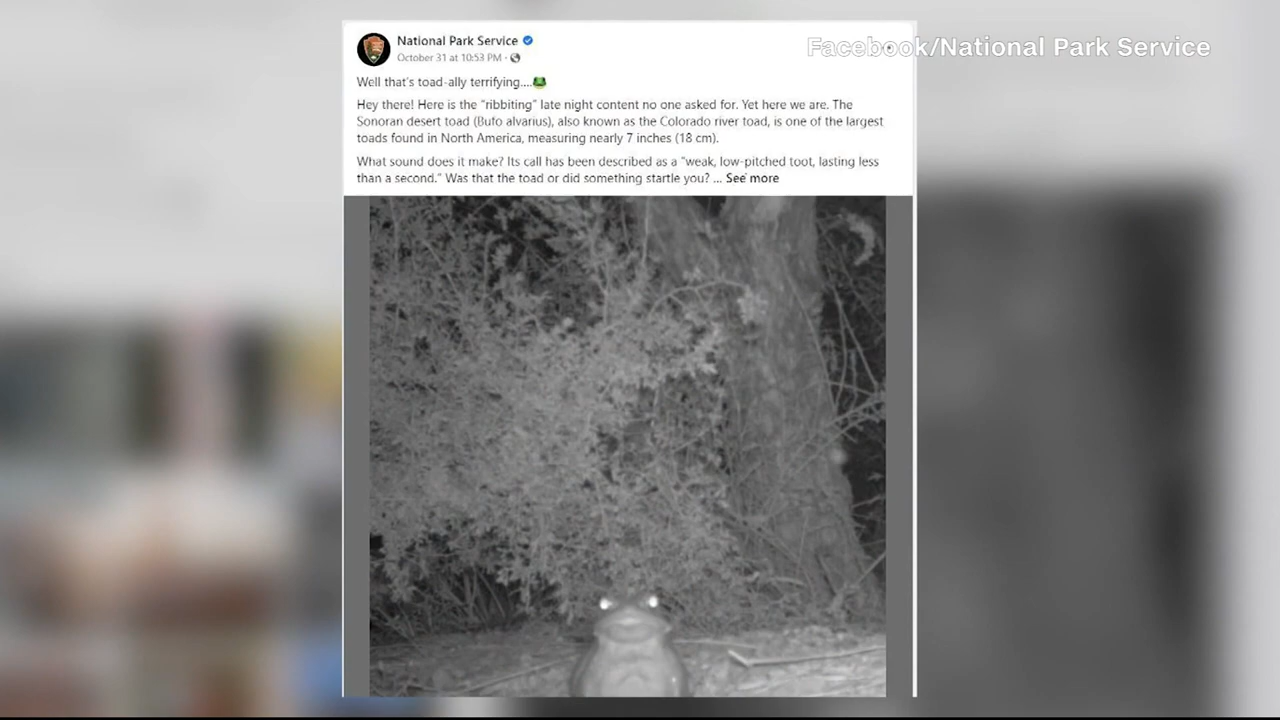 Facebook/National Park Service
National Park Service
October 31 at 10:53 PM ·
Well that's toad-ally terrifying....🐸
Hey there! Here is the "ribbiting" late night content no one asked for. Yet here we are. The
Sonoran desert toad (Bufo alvarius), also known as the Colorado river toad, is one of the largest
toads found in North America, measuring nearly 7 inches (18 cm).
What sound does it make? Its call has been described as a "weak, low-pitched toot, lasting less
than a second." Was that the toad or did something startle you? ... See more